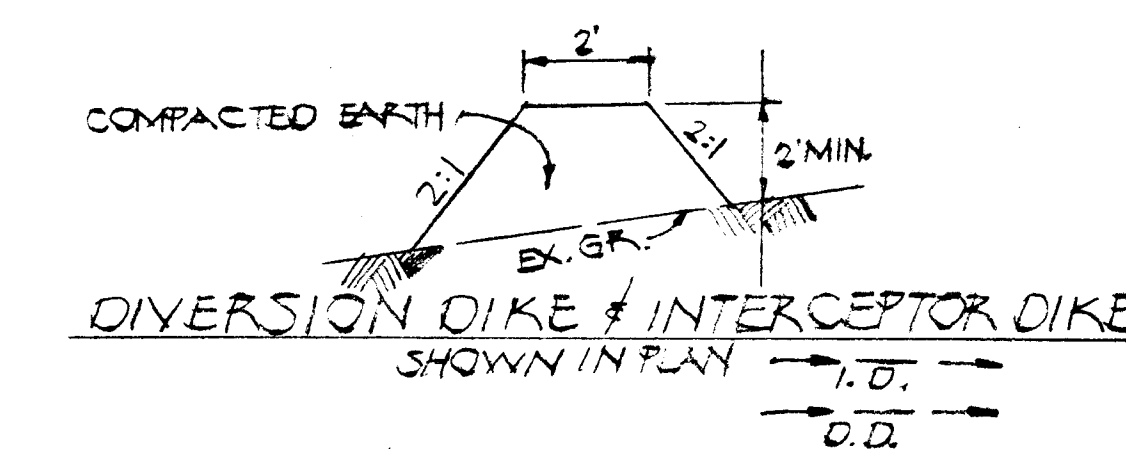 2'
COMPACTED EARTH
2:1
2:1
2'MIN.
EX. GR.
DIVERSION DIKE & INTERCEPTOR DIKE
SHOWN IN PLAN
I.D.
D.D.